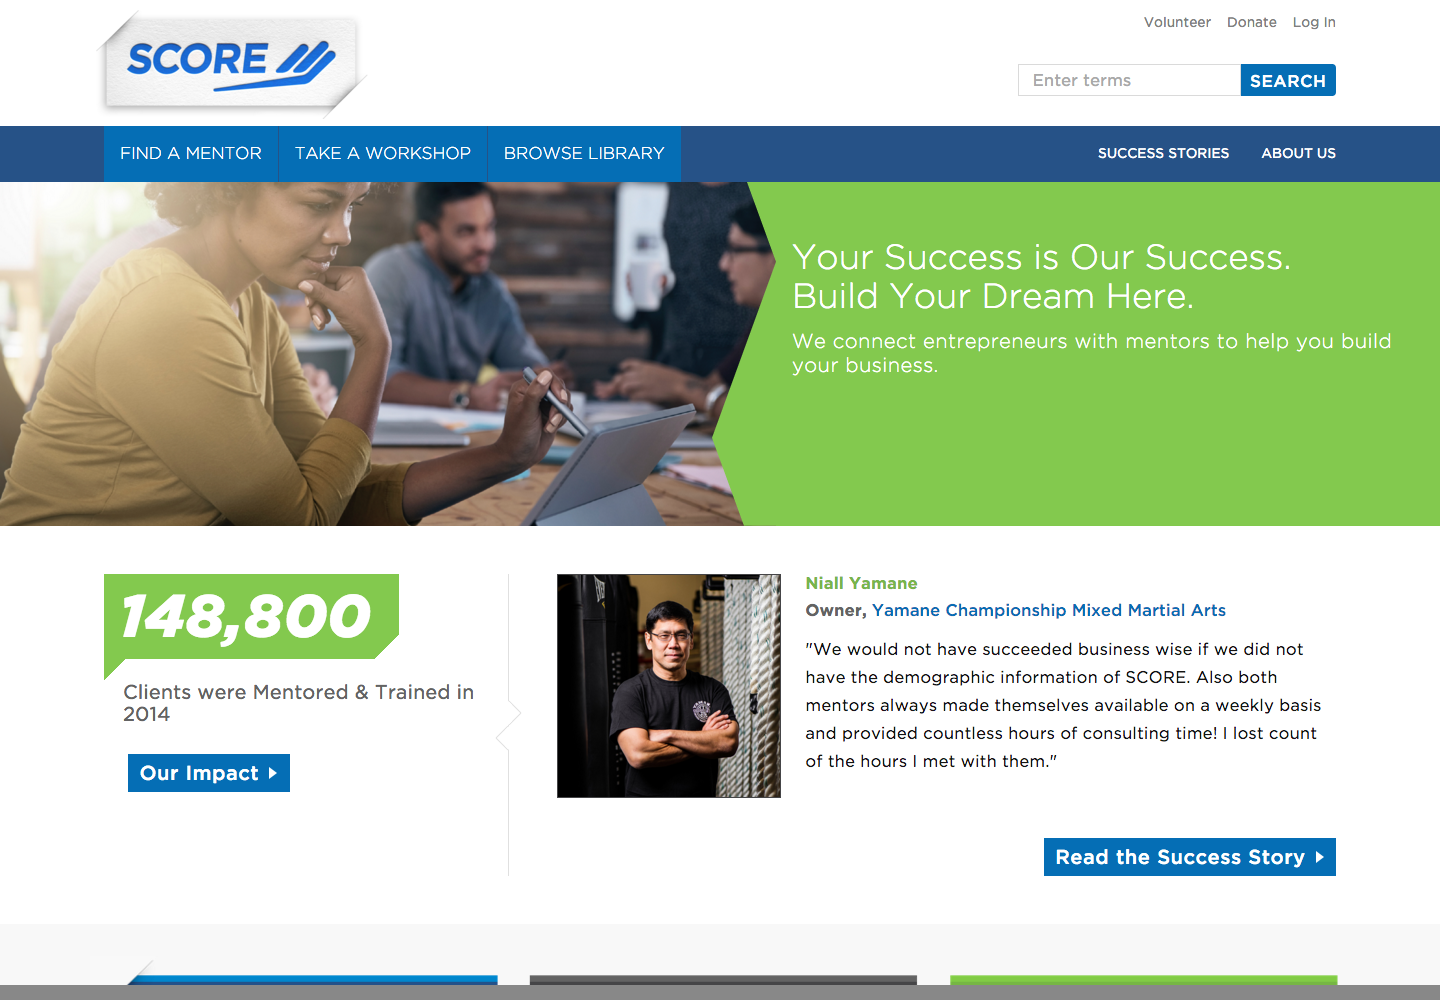 SCORE
Volunteer Donate Log In
Enter terms
SEARCH
FIND A MENTOR
TAKE A WORKSHOP
BROWSE LIBRARY
SUCCESS STORIES
ABOUT US
Your Success is Our Success.
Build Your Dream Here.
We connect entrepreneurs with mentors to help you build
your business.
148,800
Clients were Mentored & Trained in
2014
Our Impact
Niall Yamane
Owner, Yamane Championship Mixed Martial Arts
"We would not have succeeded business wise if we did not
have the demographic information of SCORE. Also both
mentors always made themselves available on a weekly basis
and provided countless hours of consulting time! I lost count
of the hours I met with them."
Read the Success Story